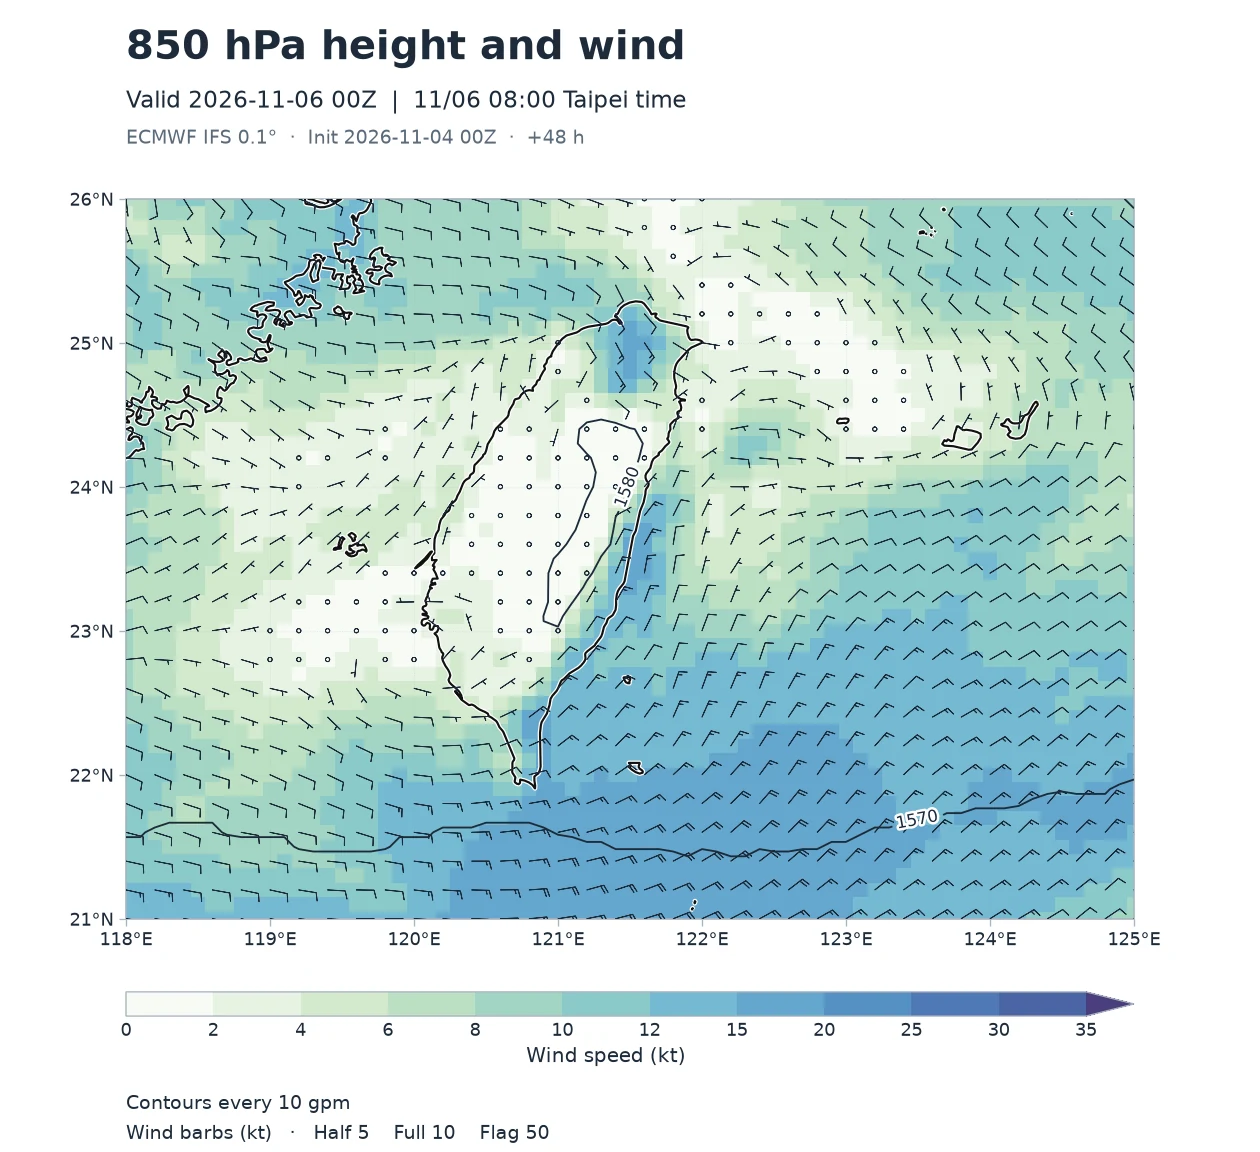 850 hPa height and wind
Valid 2026-11-06 00Z | 11/06 08:00 Taipei time
ECMWF IFS 0.1° · Init 2026-11-04 00Z · +48 h
26°N
25°N
24°N
23°N
22°N
21°N
1580
1570
118°E 119°E 120°E 121°E 122°E 123°E 124°E 125°E
0 2 4 6 8 10 12 15 20 25 30 35
Wind speed (kt)
Contours every 10 gpm
Wind barbs (kt) · Half 5 Full 10 Flag 50